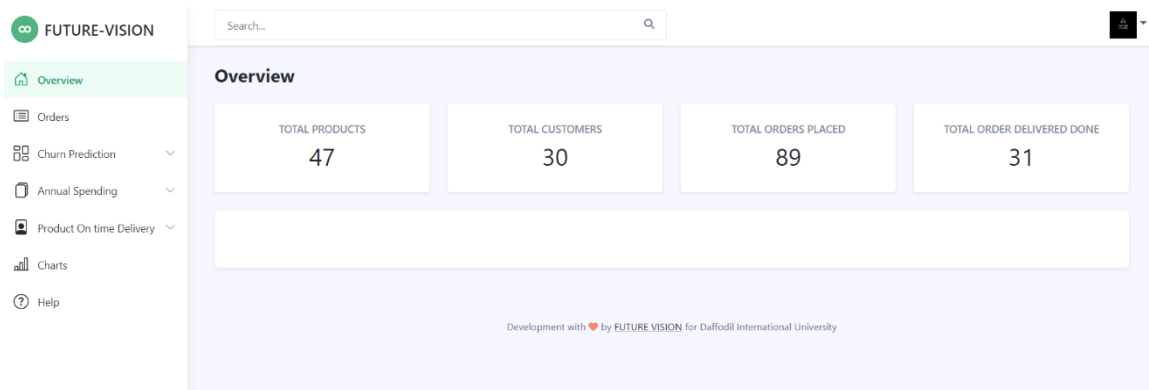 FUTURE-VISION
Search...
Overview
Orders
Churn Prediction
Annual Spending
Product On time Delivery
Charts
Help
Overview
TOTAL PRODUCTS
47
TOTAL CUSTOMERS
30
TOTAL ORDERS PLACED
89
TOTAL ORDER DELIVERED DONE
31
Development with 🧡 by FUTURE VISION for Daffodil International University